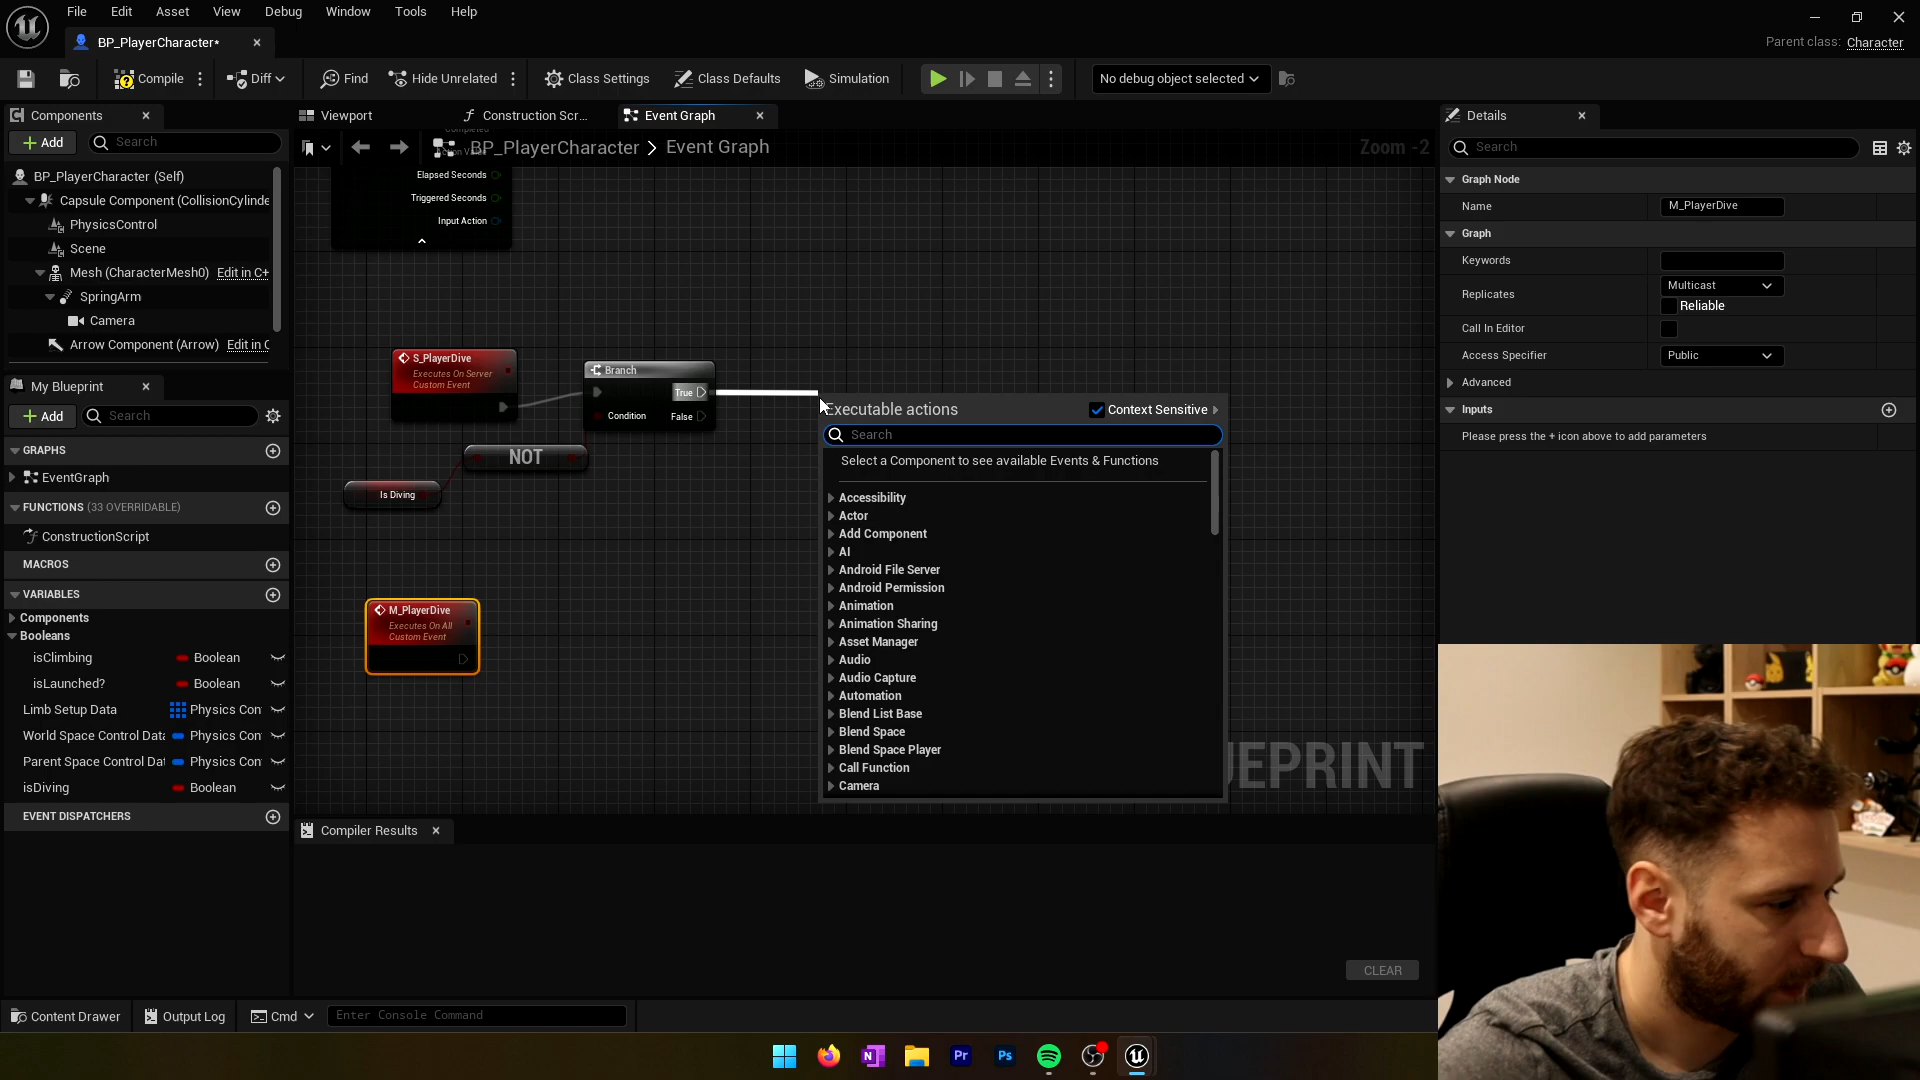 File Edit Asset View Debug Window Tools Help
BP_PlayerCharacter*
Parent class: Character
Compile Diff Find Hide Unrelated Class Settings Class Defaults Simulation No debug object selected
Components
Add Search
BP_PlayerCharacter (Self)
Capsule Component (CollisionCylinde
PhysicsControl
Scene
Mesh (CharacterMesh0) Edit in C+
SpringArm
Camera
Arrow Component (Arrow) Edit in C
My Blueprint
Add Search
GRAPHS
EventGraph
FUNCTIONS (33 OVERRIDABLE)
ConstructionScript
MACROS
VARIABLES
Components
Booleans
isClimbing Boolean
isLaunched? Boolean
Limb Setup Data Physics Con
World Space Control Data Physics Con
Parent Space Control Dat Physics Con
isDiving Boolean
EVENT DISPATCHERS
Viewport Construction Scr... Event Graph
BP_PlayerCharacter > Event Graph
Zoom -2
Completed
Elapsed Seconds
Triggered Seconds
Input Action
S_PlayerDive
Executes On Server
Custom Event
Branch
True
Condition False
NOT
Is Diving
M_PlayerDive
Executes On All
Custom Event
Executable actions Context Sensitive
Search
Select a Component to see available Events & Functions
Accessibility
Actor
Add Component
AI
Android File Server
Android Permission
Animation
Animation Sharing
Asset Manager
Audio
Audio Capture
Automation
Blend List Base
Blend Space
Blend Space Player
Call Function
Camera
UEPRINT
Compiler Results
CLEAR
Details
Search
Graph Node
Name M_PlayerDive
Graph
Keywords
Replicates Multicast
Reliable
Call In Editor
Access Specifier Public
Advanced
Inputs
Please press the + icon above to add parameters
Content Drawer Output Log Cmd Enter Console Command